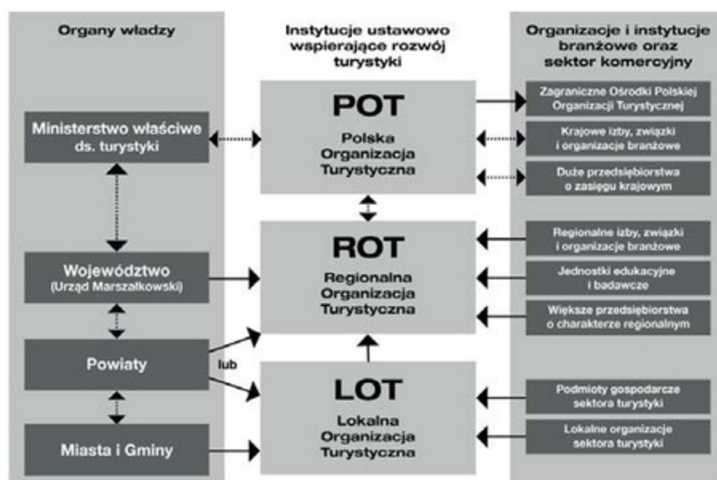 Organy władzy
Ministerstwo właściwe
ds. turystyki
Województwo
(Urząd Marszałkowski)
Powiaty
Miasta i Gminy
lub
Instytucje ustawowo
wspierające rozwój
turystyki
POT
Polska
Organizacja
Turystyczna
ROT
Regionalna
Organizacja
Turystyczna
LOT
Lokalna
Organizacja
Turystyczna
Organizacje i instytucje
branżowe oraz
sektor komercyjny
Zagraniczne Ośrodki Polskiej
Organizacji Turystycznej
Krajowe izby, związki
i organizacje branżowe
Duże przedsiębiorstwa
o zasięgu krajowym
Regionalne izby, związki
i organizacje branżowe
Jednostki edukacyjne
i badawcze
Większe przedsiębiorstwa
o charakterze regionalnym
Podmioty gospodarcze
sektora turystyki
Lokalne organizacje
sektora turystyki